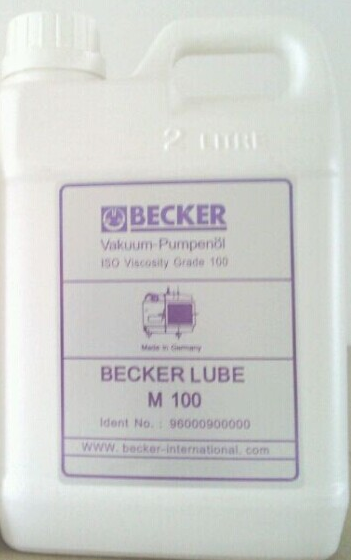 2 LITRE
BECKER
Vakuum-Pumpenöl
ISO Viscosity Grade 100
Made in Germany
BECKER LUBE
M 100
Ident No. : 96000900000
WWW. becker-international. com